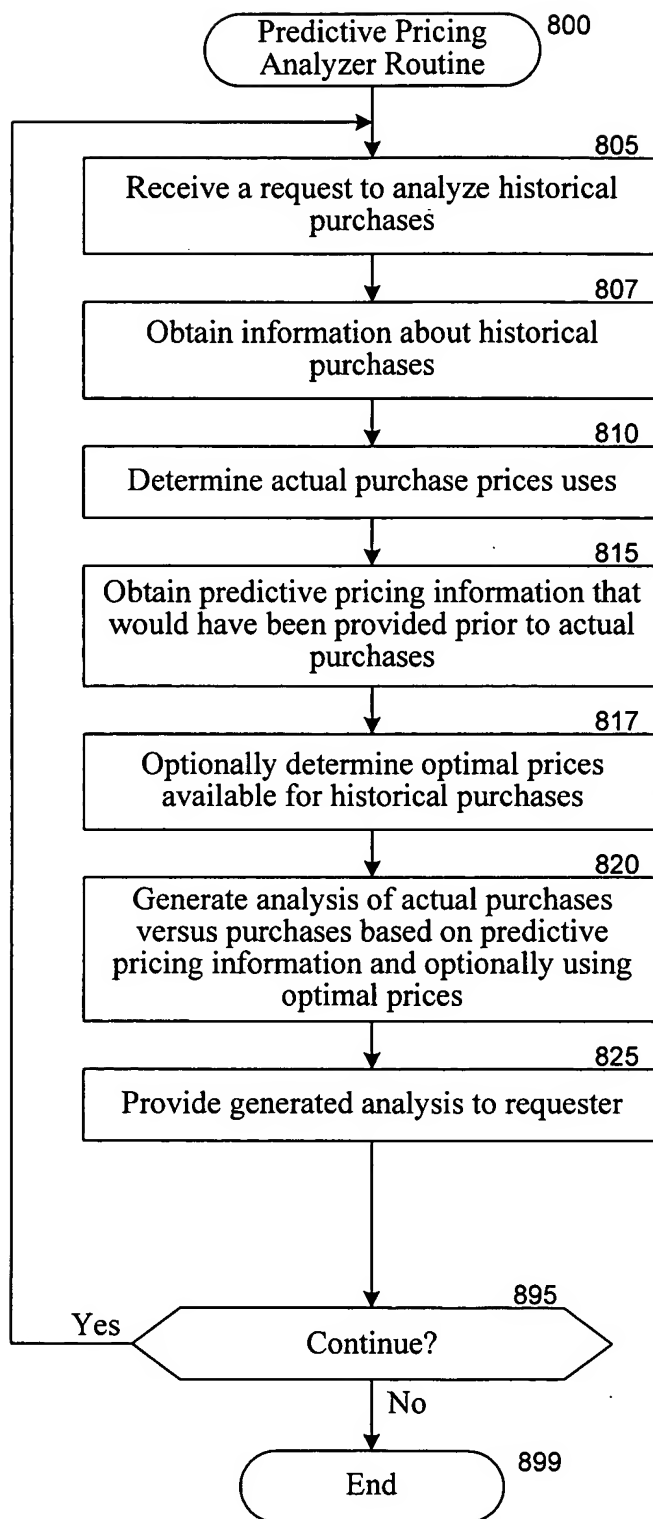 Predictive Pricing
Analyzer Routine
800
805
Receive a request to analyze historical
purchases
807
Obtain information about historical
purchases
810
Determine actual purchase prices uses
815
Obtain predictive pricing information that
would have been provided prior to actual
purchases
817
Optionally determine optimal prices
available for historical purchases
820
Generate analysis of actual purchases
versus purchases based on predictive
pricing information and optionally using
optimal prices
825
Provide generated analysis to requester
895
Yes
Continue?
No
899
End